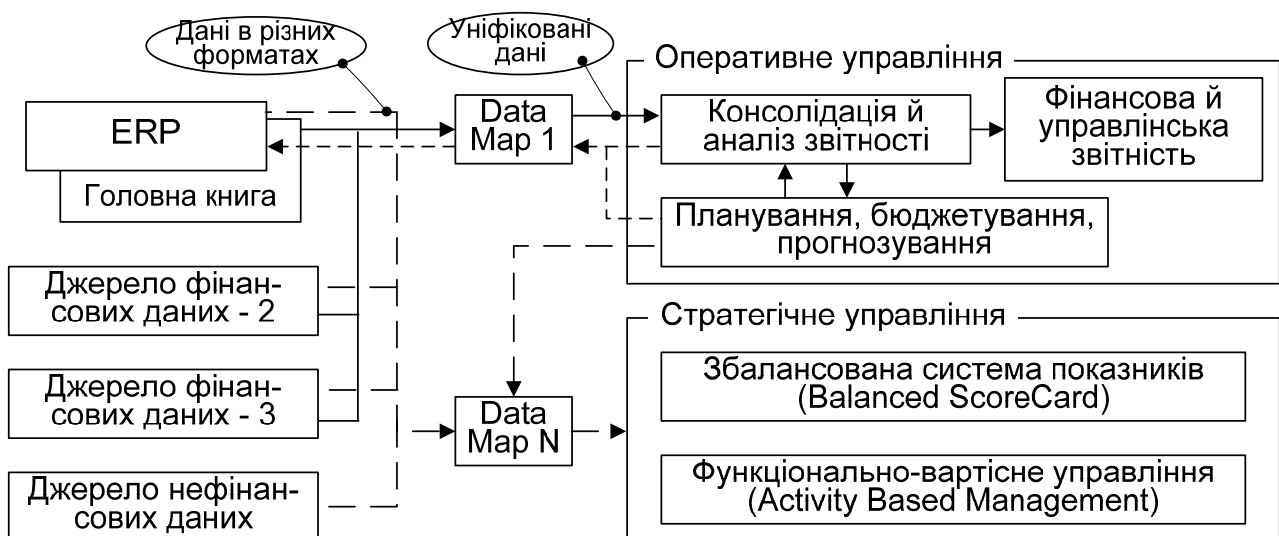 Дані в різних
форматах
Уніфіковані
дані
Оперативне управління
ERP
Головна книга
Data
Map 1
Консолідація й
аналіз звітності
Фінансова й
управлінська
звітність
Планування, бюджетування,
прогнозування
Джерело фінан-
сових даних - 2
Джерело фінан-
сових даних - 3
Джерело нефінан-
сових даних
Data
Map N
Стратегічне управління
Збалансована система показників
(Balanced ScoreCard)
Функціонально-вартісне управління
(Activity Based Management)